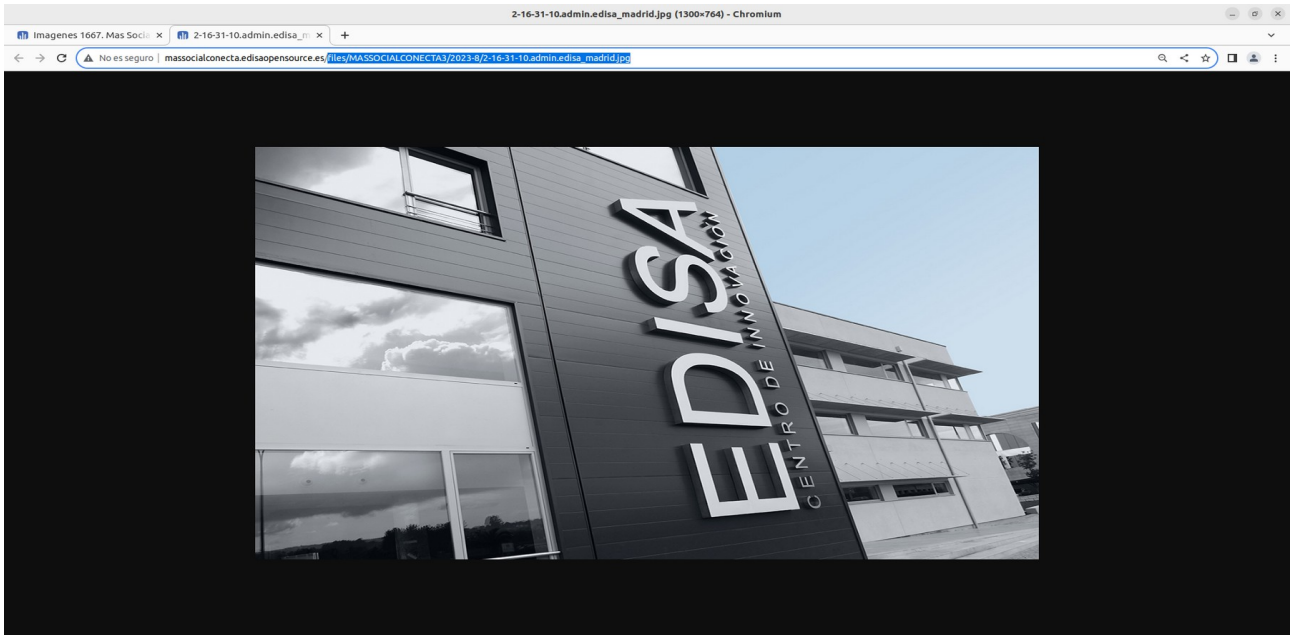 2-16-31-10.admin.edisa_madrid.jpg (1300×764) - Chromium
Imagenes 1667. Mas Socia
2-16-31-10.admin.edisa_m
No es seguro | massocialconecta.edisaopensource.es/files/MASSOCIALCONECTA3/2023-8/2-16-31-10.admin.edisa_madrid.jpg
EDISA
CENTRO DE INNOVACIÓN